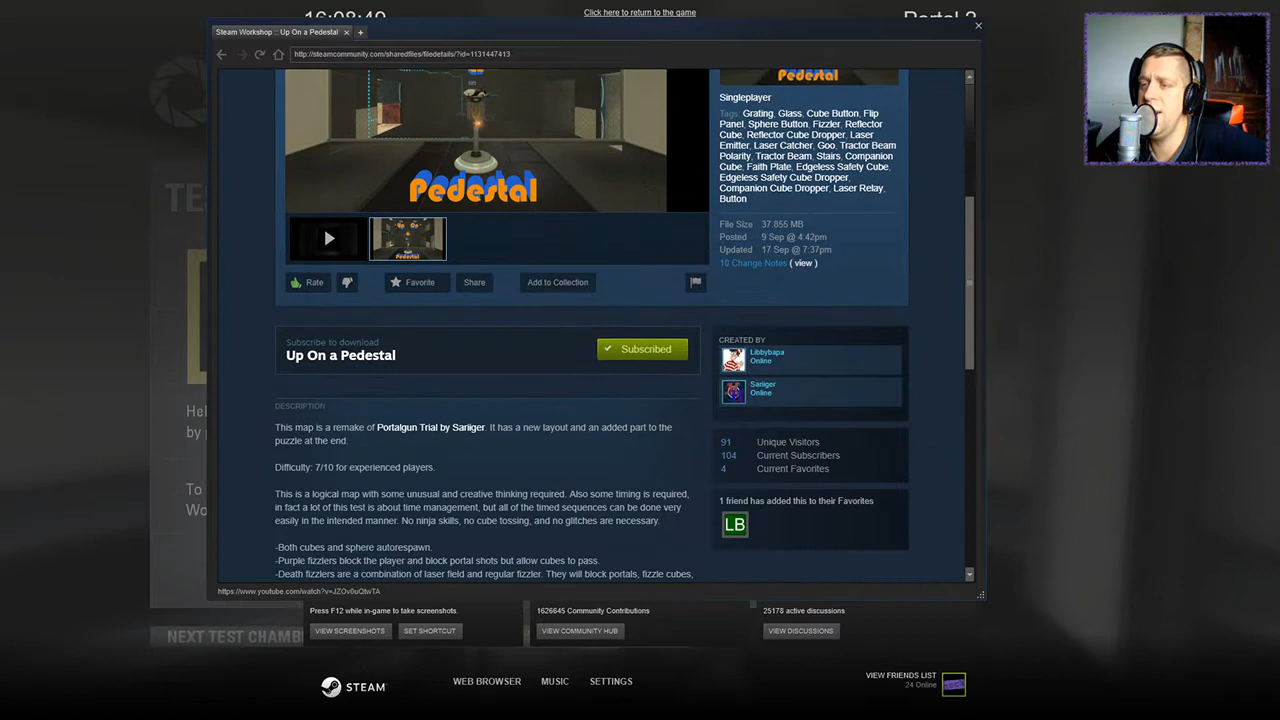 16:08:40
Click here to return to the game
Portal 2
Steam Workshop :: Up On a Pedestal
http://steamcommunity.com/sharedfiles/filedetails/?id=1131447413
Pedestal
Pedestal
Singleplayer
Tags: Grating, Glass, Cube Button, Flip
Panel, Sphere Button, Fizzler, Reflector
Cube, Reflector Cube Dropper, Laser
Emitter, Laser Catcher, Goo, Tractor Beam
Polarity, Tractor Beam, Stairs, Companion
Cube, Faith Plate, Edgeless Safety Cube,
Edgeless Safety Cube Dropper,
Companion Cube Dropper, Laser Relay,
Button
File Size 37.855 MB
Posted 9 Sep @ 4:42pm
Updated 17 Sep @ 7:37pm
10 Change Notes ( view )
Pedestal
Rate
Favorite
Share
Add to Collection
Subscribe to download
Up On a Pedestal
Subscribed
CREATED BY
Libbybapa
Online
Sariiger
Online
DESCRIPTION
This map is a remake of Portalgun Trial by Sariiger. It has a new layout and an added part to the
puzzle at the end.
Difficulty: 7/10 for experienced players.
This is a logical map with some unusual and creative thinking required. Also some timing is required,
in fact a lot of this test is about time management, but all of the timed sequences can be done very
easily in the intended manner. No ninja skills, no cube tossing, and no glitches are necessary.
-Both cubes and sphere autorespawn.
-Purple fizzlers block the player and block portal shots but allow cubes to pass.
-Death fizzlers are a combination of laser field and regular fizzler. They will block portals, fizzle cubes,
91 Unique Visitors
104 Current Subscribers
4 Current Favorites
1 friend has added this to their Favorites
LB
https://www.youtube.com/watch?v=JZOv0uQtwTA
TES
Hel
by p
To
Wo
NEXT TEST CHAMB
Press F12 while in-game to take screenshots.
1626645 Community Contributions
25178 active discussions
VIEW SCREENSHOTS
SET SHORTCUT
VIEW COMMUNITY HUB
VIEW DISCUSSIONS
STEAM
WEB BROWSER
MUSIC
SETTINGS
VIEW FRIENDS LIST
24 Online